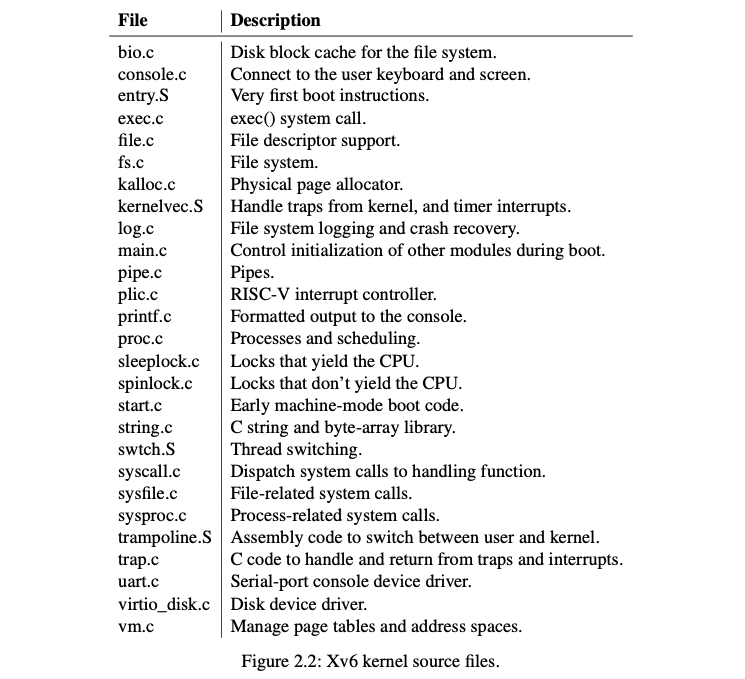 File Description
bio.c Disk block cache for the file system.
console.c Connect to the user keyboard and screen.
entry.S Very first boot instructions.
exec.c exec() system call.
file.c File descriptor support.
fs.c File system.
kalloc.c Physical page allocator.
kernelvec.S Handle traps from kernel, and timer interrupts.
log.c File system logging and crash recovery.
main.c Control initialization of other modules during boot.
pipe.c Pipes.
plic.c RISC-V interrupt controller.
printf.c Formatted output to the console.
proc.c Processes and scheduling.
sleeplock.c Locks that yield the CPU.
spinlock.c Locks that don’t yield the CPU.
start.c Early machine-mode boot code.
string.c C string and byte-array library.
swtch.S Thread switching.
syscall.c Dispatch system calls to handling function.
sysfile.c File-related system calls.
sysproc.c Process-related system calls.
trampoline.S Assembly code to switch between user and kernel.
trap.c C code to handle and return from traps and interrupts.
uart.c Serial-port console device driver.
virtio_disk.c Disk device driver.
vm.c Manage page tables and address spaces.
Figure 2.2: Xv6 kernel source files.